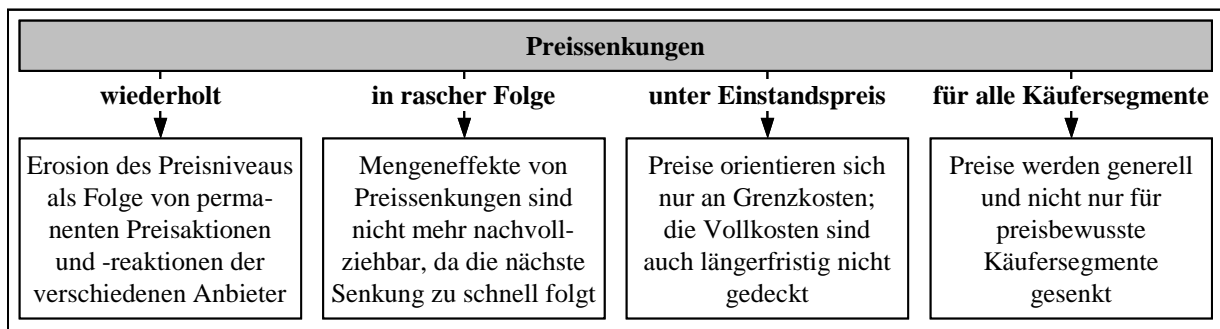 Preissenkungen
wiederholt
in rascher Folge
unter Einstandspreis
für alle Käufersegmente
Erosion des Preisniveaus
als Folge von perma-
nenten Preisaktionen
und -reaktionen der
verschiedenen Anbieter
Mengeneffekte von
Preissenkungen sind
nicht mehr nachvoll-
ziehbar, da die nächste
Senkung zu schnell folgt
Preise orientieren sich
nur an Grenzkosten;
die Vollkosten sind
auch längerfristig nicht
gedeckt
Preise werden generell
und nicht nur für
preisbewusste
Käufersegmente
gesenkt